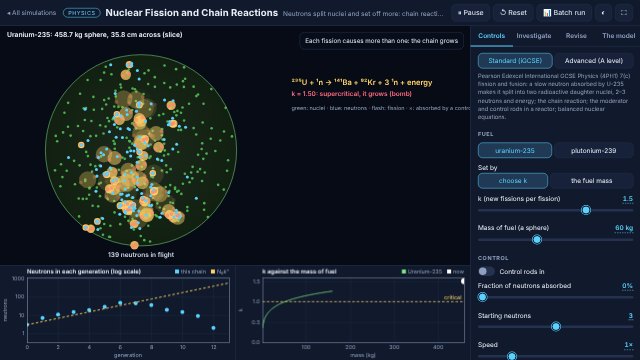 ◂ All simulations PHYSICS Nuclear Fission and Chain Reactions Neutrons split nuclei and set off more: chain reacti... Pause Reset Batch run
Uranium-235: 458.7 kg sphere, 35.8 cm across (slice)
Each fission causes more than one: the chain grows
²³⁵U + ¹n → ¹⁴¹Ba + ⁹²Kr + 3 ¹n + energy
k = 1.50: supercritical, it grows (bomb)
green: nuclei · blue: neutrons · flash: fission · ×: absorbed by a contro
139 neutrons in flight
Neutrons in each generation (log scale) this chain N₀kⁿ
neutrons
1000
100
10
1
0 2 4 6 8 10 12
generation
k against the mass of fuel Uranium-235 now
k
1.5
1.0
0.5
0.0
critical
100 200 300 400
mass (kg)
Controls Investigate Revise The model
Standard (IGCSE) Advanced (A level)
Pearson Edexcel International GCSE Physics (4PH1) 7(c)
fission and fusion: a slow neutron absorbed by U-235
makes it split into two radioactive daughter nuclei, 2-3
neutrons and energy; the chain reaction; the moderator
and control rods in a reactor; balanced nuclear
equations.
FUEL
uranium-235 plutonium-239
Set by
choose k the fuel mass
k (new fissions per fission) 1.5
Mass of fuel (a sphere) 60 kg
CONTROL
Control rods in
Fraction of neutrons absorbed 0%
Starting neutrons 3
Speed 1×